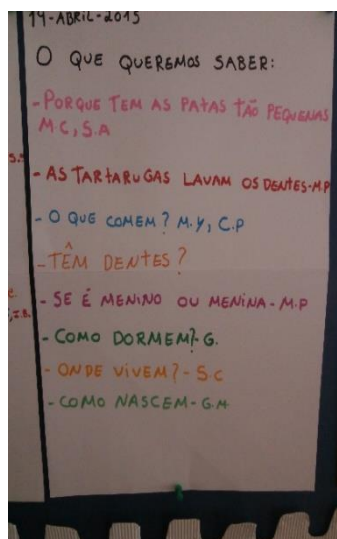 14-ABRIL-2015
O QUE QUEREMOS SABER:
- PORQUE TEM AS PATAS TÃO PEQUENAS
M C, S.A
- AS TARTARUGAS LAVAM OS DENTES-M.P
- O QUE COMEM? M.Y, C.P
- TÊM DENTES?
- SE É MENINO OU MENINA - M.P
- COMO DORMEM?- G.
- ONDE VIVEM? - S C
- COMO NASCEM - G.M